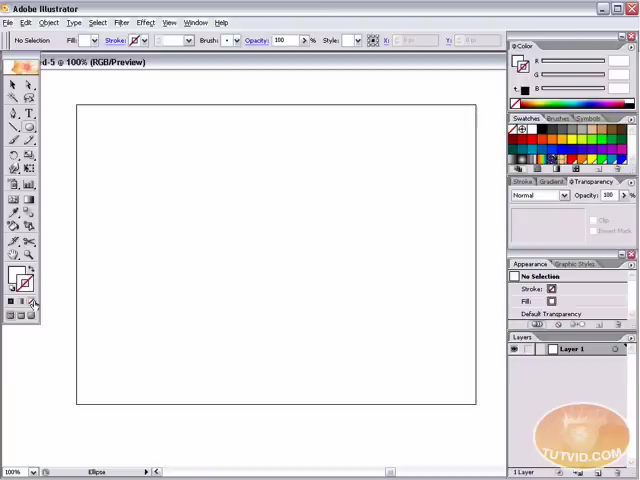 Adobe Illustrator
File Edit Object Type Select Filter Effect View Window Help
No Selection Fill: Stroke: Brush: Opacity: 100 % Style: X:
d-5 @ 100% (RGB/Preview)
Color
R
G
B
Swatches Brushes Symbols
Stroke Gradient Transparency
Normal Opacity: 100 %
Clip
Invert Mask
Appearance Graphic Styles
No Selection
Stroke:
Fill:
Default Transparency
Layers
Layer 1
TUTVID.COM
100% Ellipse 1 Layer